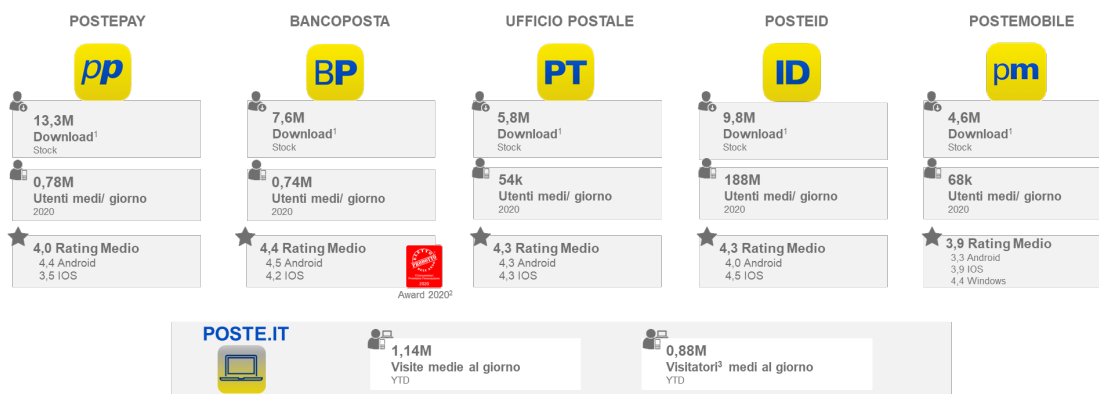 POSTEPAY
pp
13,3M
Download1
Stock
0,78M
Utenti medi/ giorno
2020
4,0 Rating Medio
4,4 Android
3,5 IOS
BANCOPOSTA
BP
7,6M
Download1
Stock
0,74M
Utenti medi/ giorno
2020
4,4 Rating Medio
4,5 Android
4,2 IOS
PRODOTTO
2020
Award 20202
UFFICIO POSTALE
PT
5,8M
Download1
Stock
54k
Utenti medi/ giorno
2020
4,3 Rating Medio
4,3 Android
4,3 IOS
POSTEID
ID
9,8M
Download1
Stock
188M
Utenti medi/ giorno
2020
4,3 Rating Medio
4,0 Android
4,5 IOS
POSTEMOBILE
pm
4,6M
Download1
Stock
68k
Utenti medi/ giorno
2020
3,9 Rating Medio
3,3 Android
3,9 IOS
4,4 Windows
POSTE.IT
1,14M
Visite medie al giorno
YTD
0,88M
Visitatori3 medi al giorno
YTD